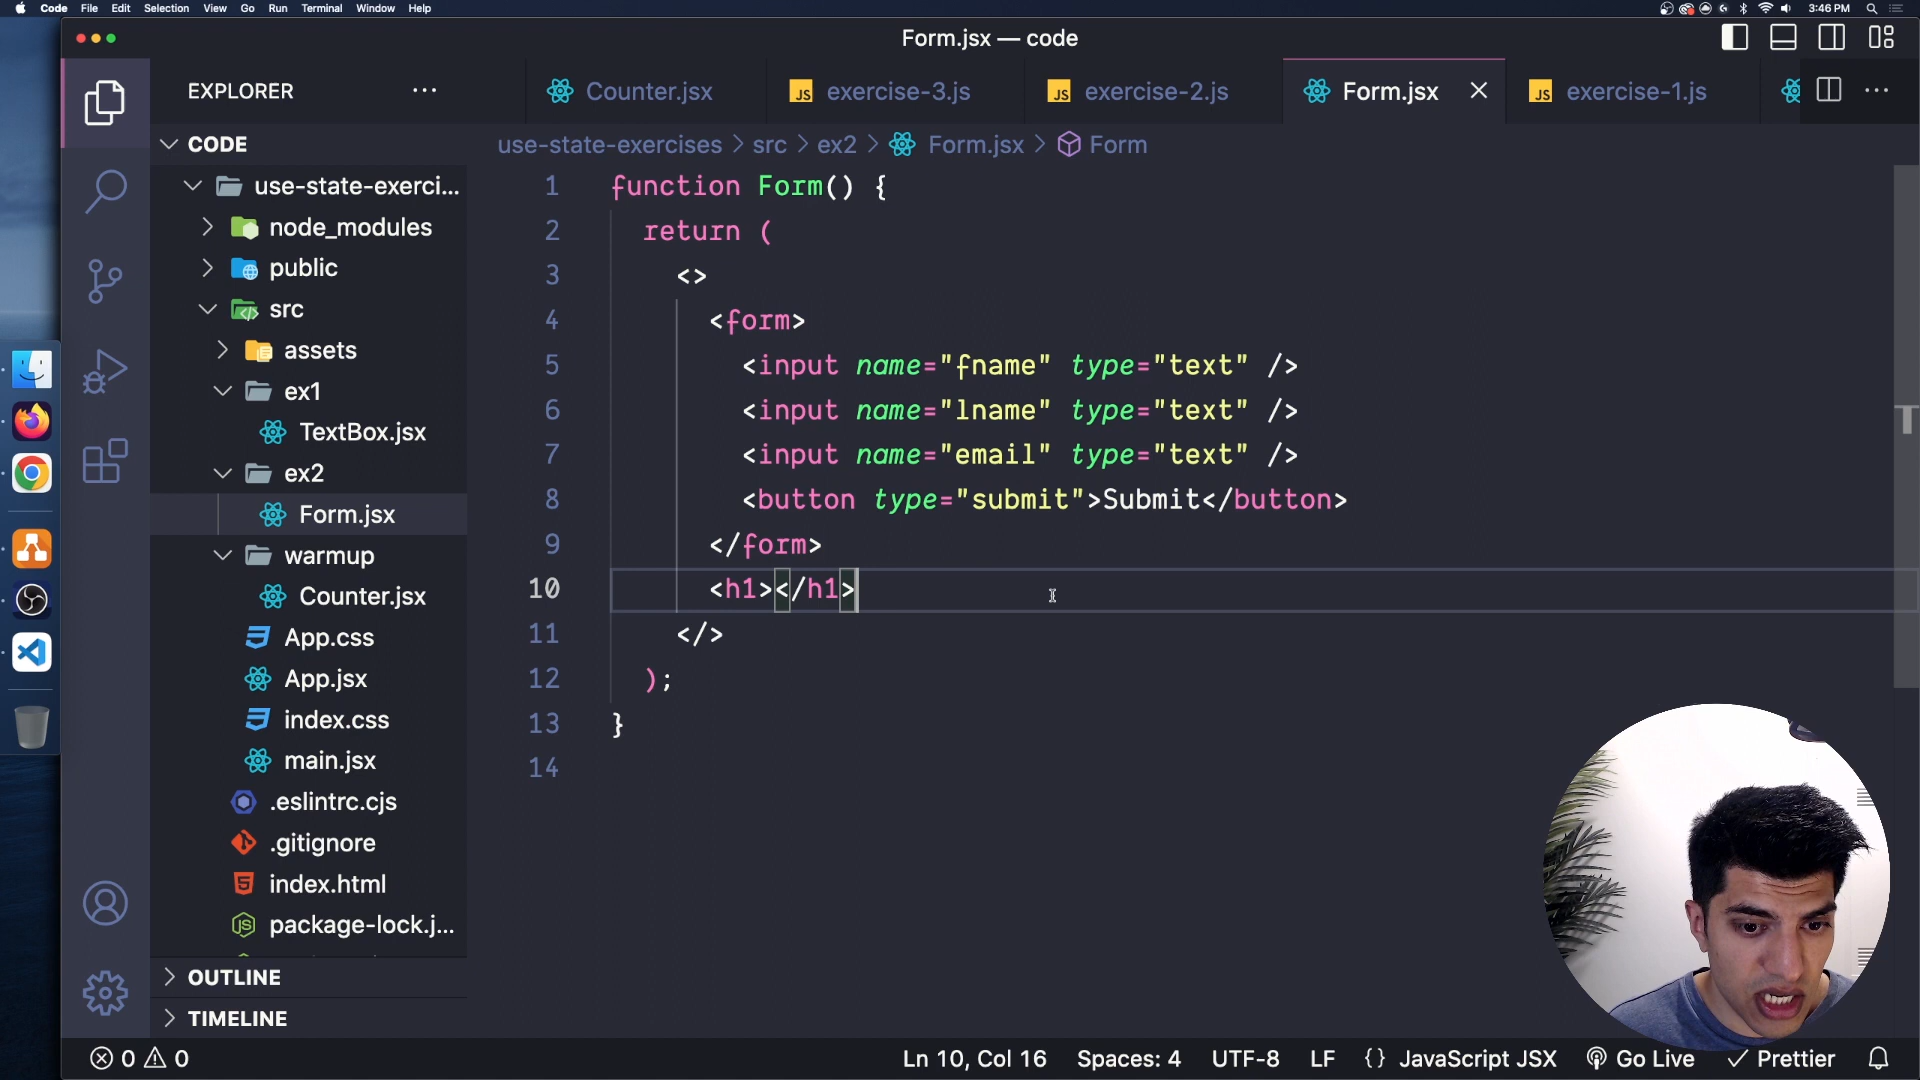 Code File Edit Selection View Go Run Terminal Window Help 3:46 PM
Form.jsx — code
EXPLORER
Counter.jsx
JS exercise-3.js
JS exercise-2.js
Form.jsx
JS exercise-1.js
CODE
use-state-exercises > src > ex2 > Form.jsx > Form
use-state-exerci...
node_modules
public
src
assets
ex1
TextBox.jsx
ex2
Form.jsx
warmup
Counter.jsx
App.css
App.jsx
index.css
main.jsx
.eslintrc.cjs
.gitignore
index.html
package-lock.j...
OUTLINE
TIMELINE
1 function Form() {
2 return (
3 <>
4 <form>
5 <input name="fname" type="text" />
6 <input name="lname" type="text" />
7 <input name="email" type="text" />
8 <button type="submit">Submit</button>
9 </form>
10 <h1></h1>
11 </>
12 );
13 }
14
0 0 Ln 10, Col 16 Spaces: 4 UTF-8 LF {} JavaScript JSX Go Live Prettier